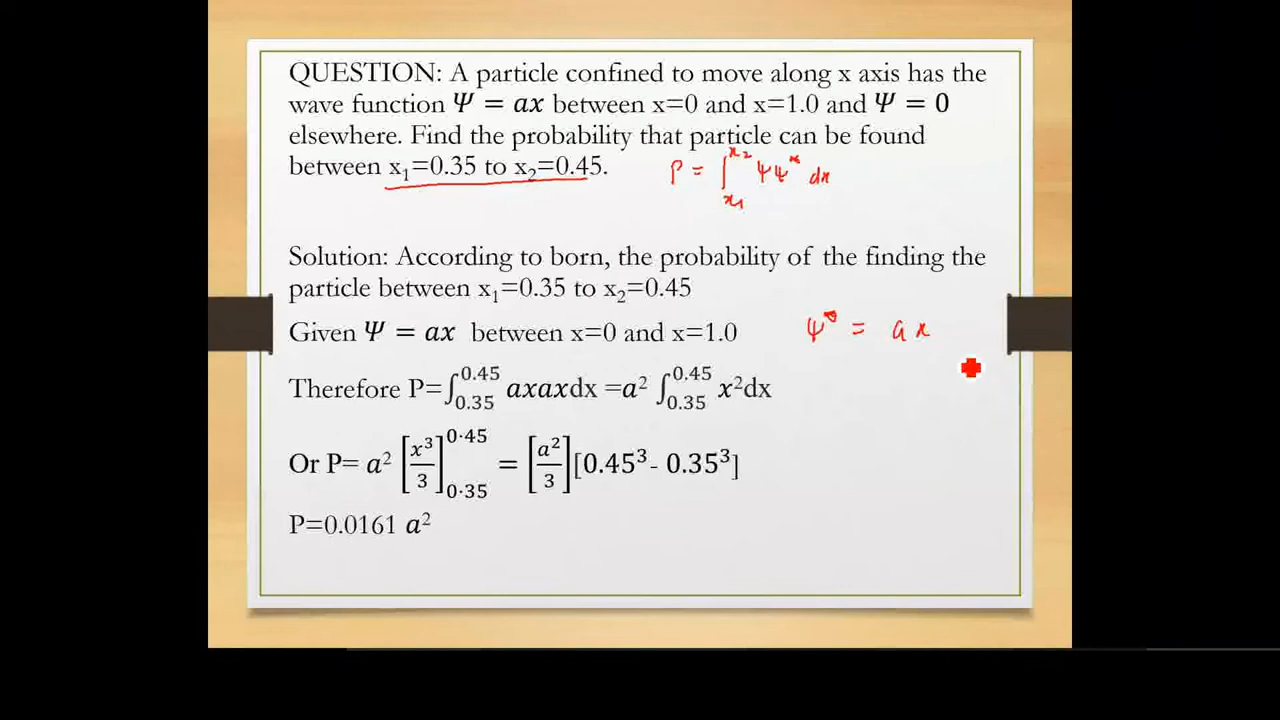 QUESTION: A particle confined to move along x axis has the
wave function Ψ = ax between x=0 and x=1.0 and Ψ = 0
elsewhere. Find the probability that particle can be found
between x₁=0.35 to x₂=0.45.
P = ∫_{x₁}^{x₂} Ψ Ψ* dx
Solution: According to born, the probability of the finding the
particle between x₁=0.35 to x₂=0.45
Given Ψ = ax between x=0 and x=1.0
Ψ* = ax
Therefore P=∫_{0.35}^{0.45} axaxdx =a² ∫_{0.35}^{0.45} x²dx
Or P= a² [x³/3]_{0·35}^{0·45} = [a²/3][0.45³- 0.35³]
P=0.0161 a²